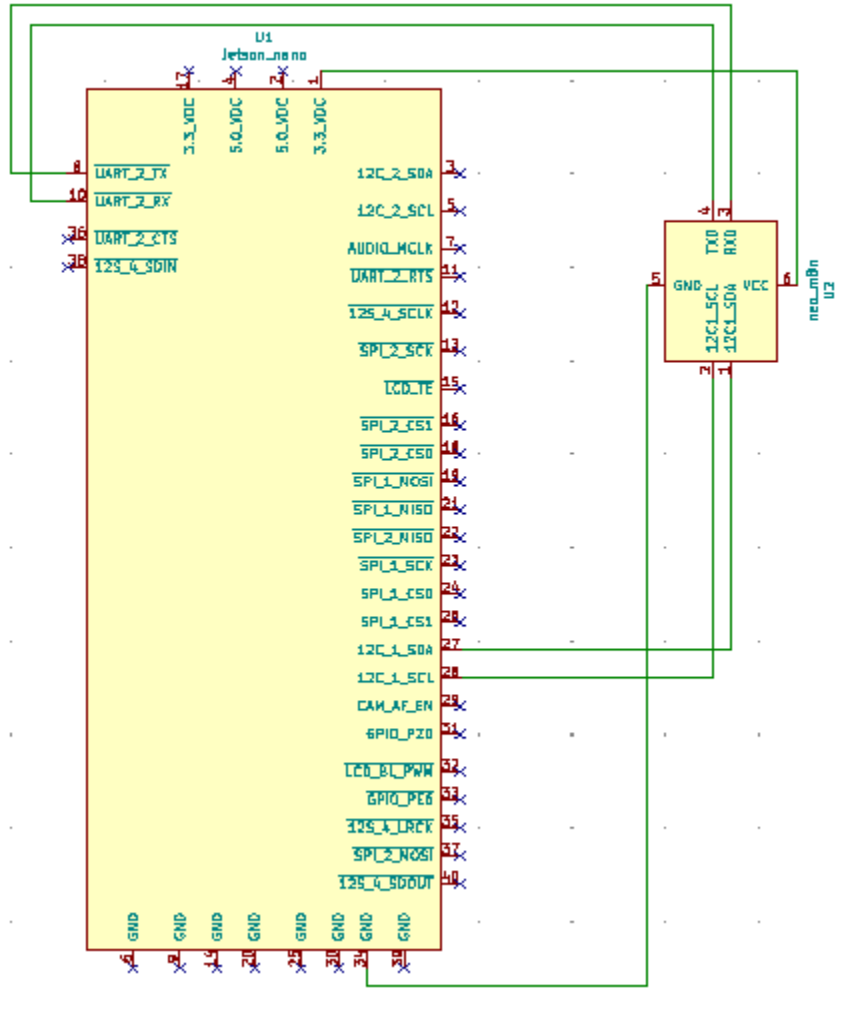 U1
Jetson_nano
17 4 2 1
3.3_VDC 5.0_VDC 5.0_VDC 3.3_VDC
8 UART_2_TX
10 UART_2_RX
36 UART_2_CTS
38 I2S_4_SDIN
I2C_2_SDA 3
I2C_2_SCL 5
AUDIO_MCLK 7
UART_2_RTS 11
I2S_4_SCLK 12
SPI_2_SCK 13
LCD_TE 15
SPI_2_CS1 16
SPI_2_CS0 18
SPI_1_MOSI 19
SPI_1_MISO 21
SPI_2_MISO 22
SPI_1_SCK 23
SPI_1_CS0 24
SPI_1_CS1 26
I2C_1_SDA 27
I2C_1_SCL 28
CAM_AF_EN 29
GPIO_PZ0 31
LCD_BL_PWM 32
GPIO_PE6 33
I2S_4_LRCK 35
SPI_2_MOSI 37
I2S_4_SDOUT 40
GND GND GND GND GND GND GND GND
6 9 14 20 25 30 34 39
4 3
TXD RXD
5 GND VCC 6
I2C1_SCL I2C1_SDA
2 1
neo_m8n
U2